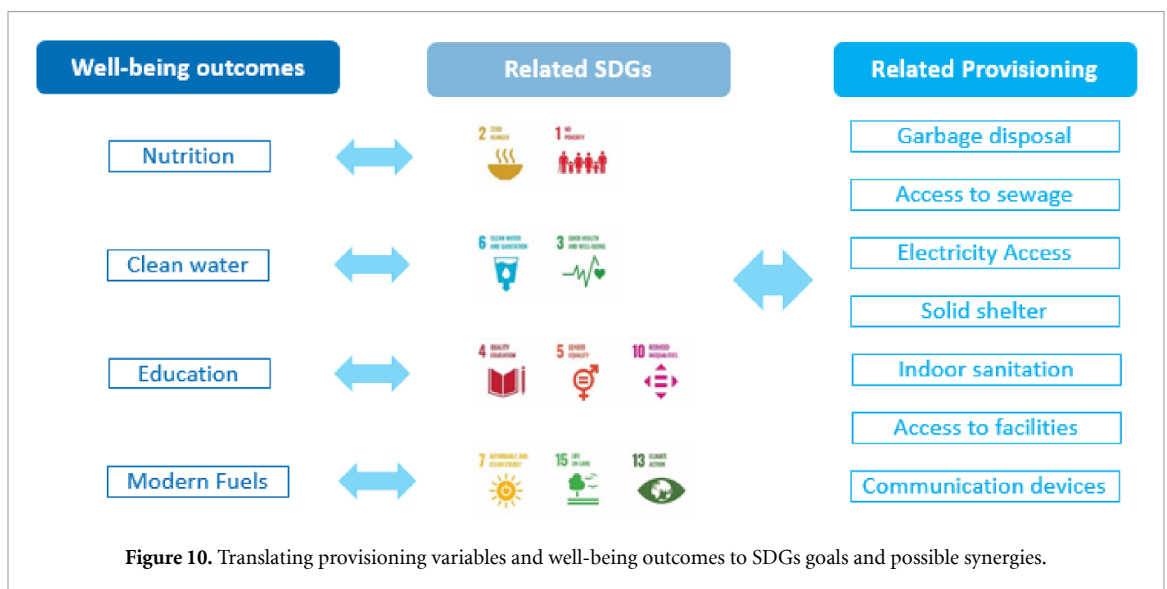 Well-being outcomes
Related SDGs
Related Provisioning
Nutrition
2 ZERO
HUNGER
1 NO
POVERTY
Garbage disposal
Access to sewage
Clean water
6 CLEAN WATER
AND SANITATION
3 GOOD HEALTH
AND WELL-BEING
Electricity Access
Solid shelter
Education
4 QUALITY
EDUCATION
5 GENDER
EQUALITY
10 REDUCED
INEQUALITIES
Indoor sanitation
Access to facilities
Modern Fuels
7 AFFORDABLE AND
CLEAN ENERGY
15 LIFE
ON LAND
13 CLIMATE
ACTION
Communication devices
Figure 10. Translating provisioning variables and well-being outcomes to SDGs goals and possible synergies.